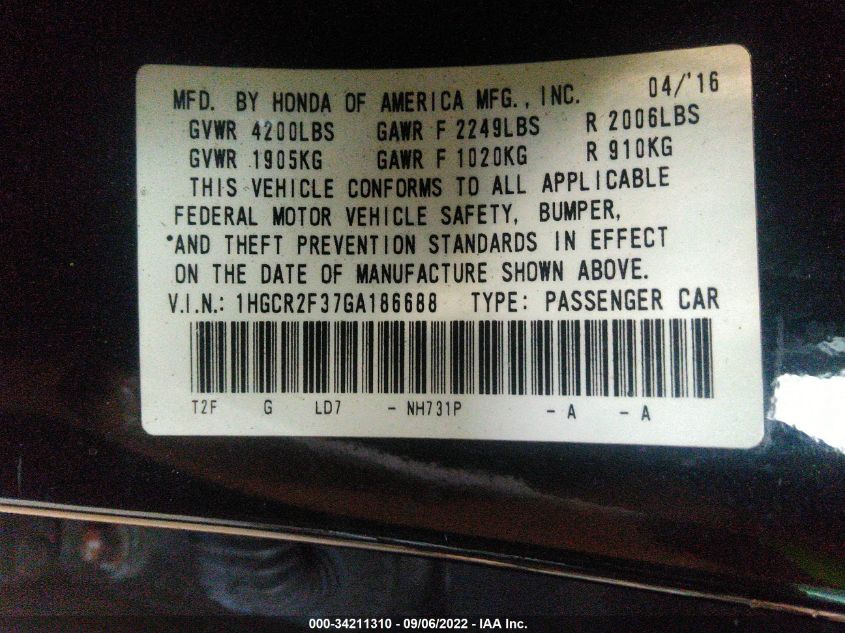 MFD. BY HONDA OF AMERICA MFG., INC. 04/'16
GVWR 4200LBS GAWR F 2249LBS R 2006LBS
GVWR 1905KG GAWR F 1020KG R 910KG
THIS VEHICLE CONFORMS TO ALL APPLICABLE
FEDERAL MOTOR VEHICLE SAFETY, BUMPER,
AND THEFT PREVENTION STANDARDS IN EFFECT
ON THE DATE OF MANUFACTURE SHOWN ABOVE.
V.I.N.: 1HGCR2F37GA186688 TYPE: PASSENGER CAR
T2F G LD7 - NH731P - A - A
000-34211310 - 09/06/2022 - IAA Inc.